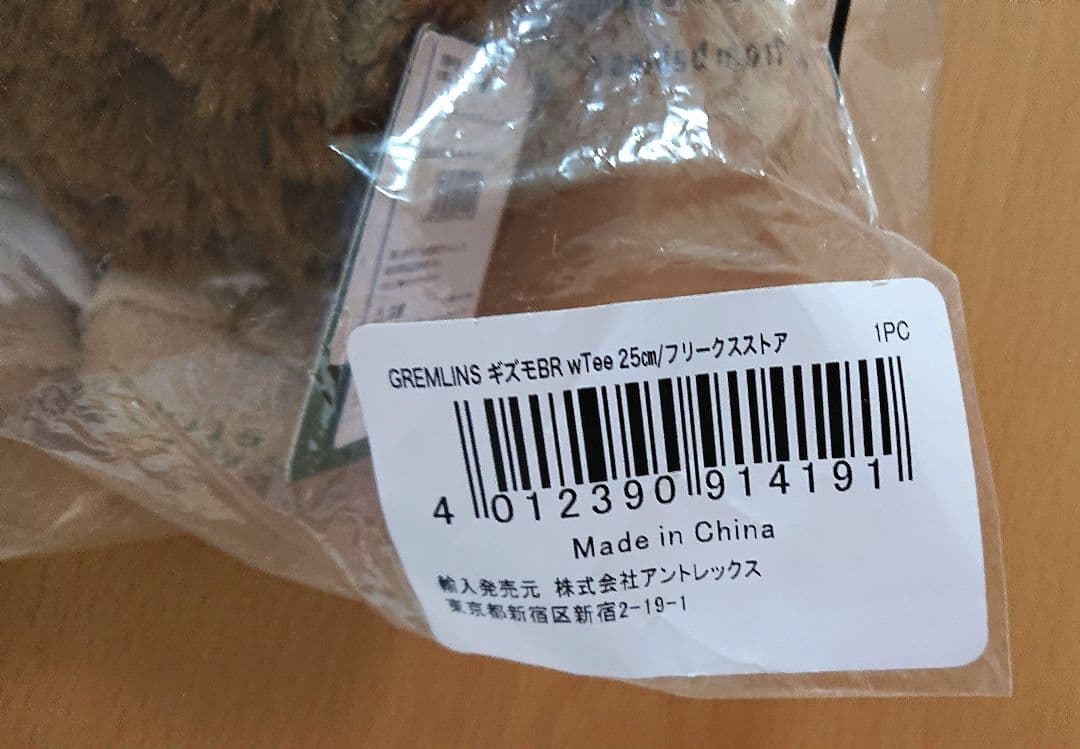 GREMLINS ギズモBR wTee 25㎝/フリークスストア
1PC
4 012390 914191
Made in China
輸入発売元 株式会社アントレックス
東京都新宿区新宿2-19-1